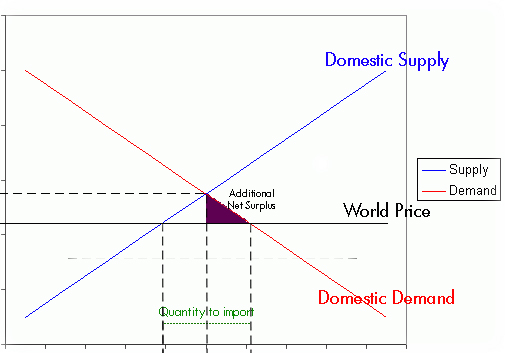 Domestic Supply
Supply
Demand
Additional
Net Surplus
World Price
Domestic Demand
Quantity to import